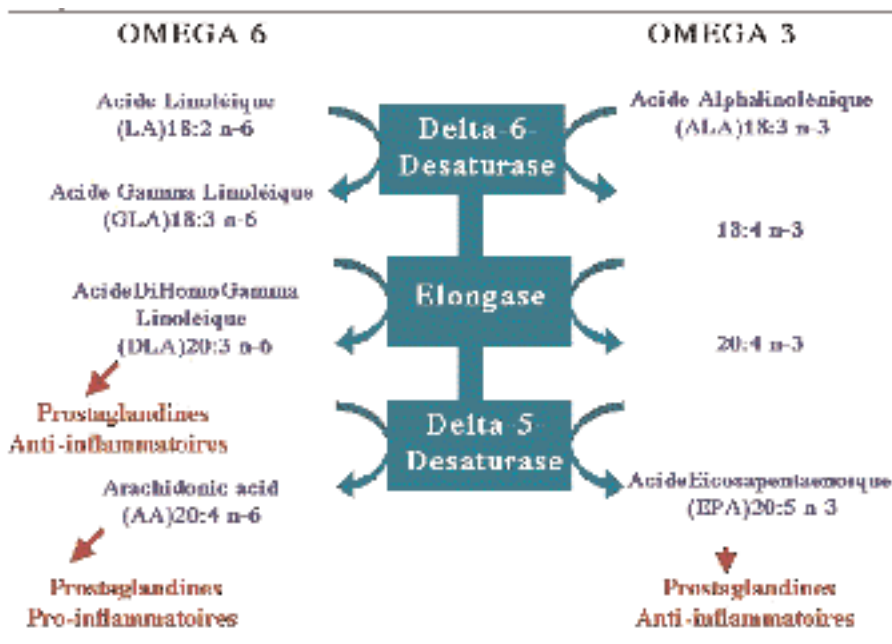 OMEGA 6
OMEGA 3
Acide Linoléique
(LA)18:2 n-6
Delta-6-
Desaturase
Acide Alphalinolènique
(ALA)18:3 n-3
Acide Gamma Linoléique
(GLA)18:3 n-6
18:4 n-3
AcideDiHomoGamma
Linoléique
(DLA)20:3 n-6
Elongase
20:4 n-3
Prostaglandines
Anti-inflammatoires
Delta-5-
Desaturase
Arachidonic acid
(AA)20:4 n-6
AcideEicosapentaenoique
(EPA)20:5 n 3
Prostaglandines
Pro-inflammatoires
Prostaglandines
Anti-inflammatoires